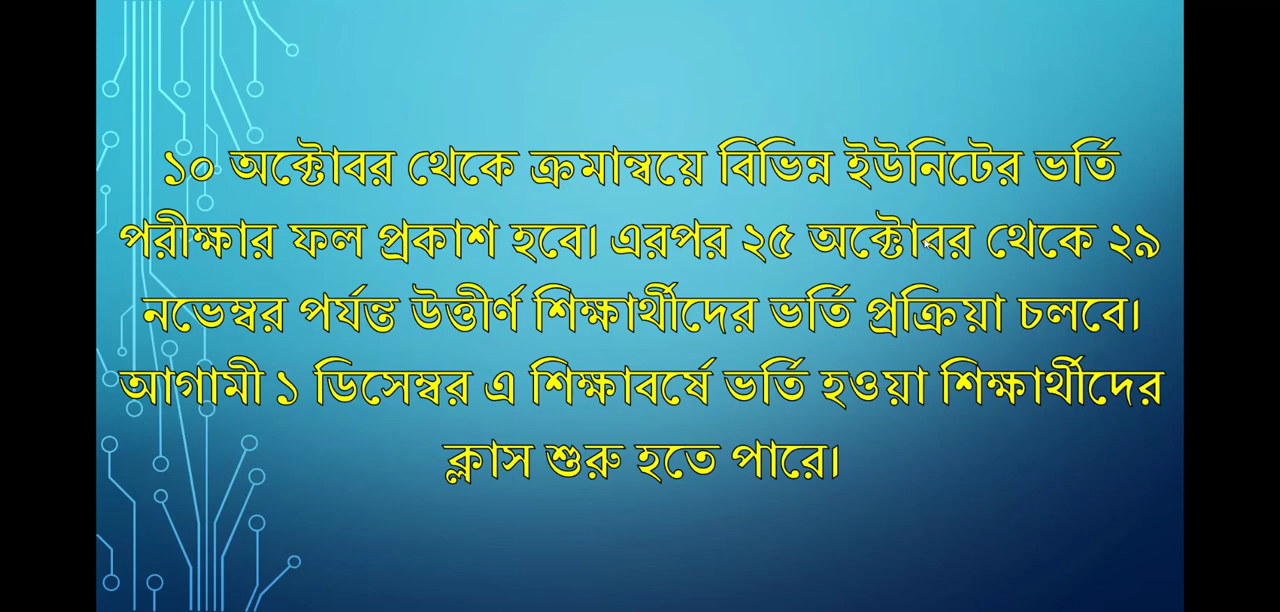 ১০ অক্টোবর থেকে ক্রমান্বয়ে বিভিন্ন ইউনিটের ভর্তি
পরীক্ষার ফল প্রকাশ হবে। এরপর ২৫ অক্টোবর থেকে ২৯
নভেম্বর পর্যন্ত উত্তীর্ণ শিক্ষার্থীদের ভর্তি প্রক্রিয়া চলবে।
আগামী ১ ডিসেম্বর এ শিক্ষাবর্ষে ভর্তি হওয়া শিক্ষার্থীদের
ক্লাস শুরু হতে পারে।